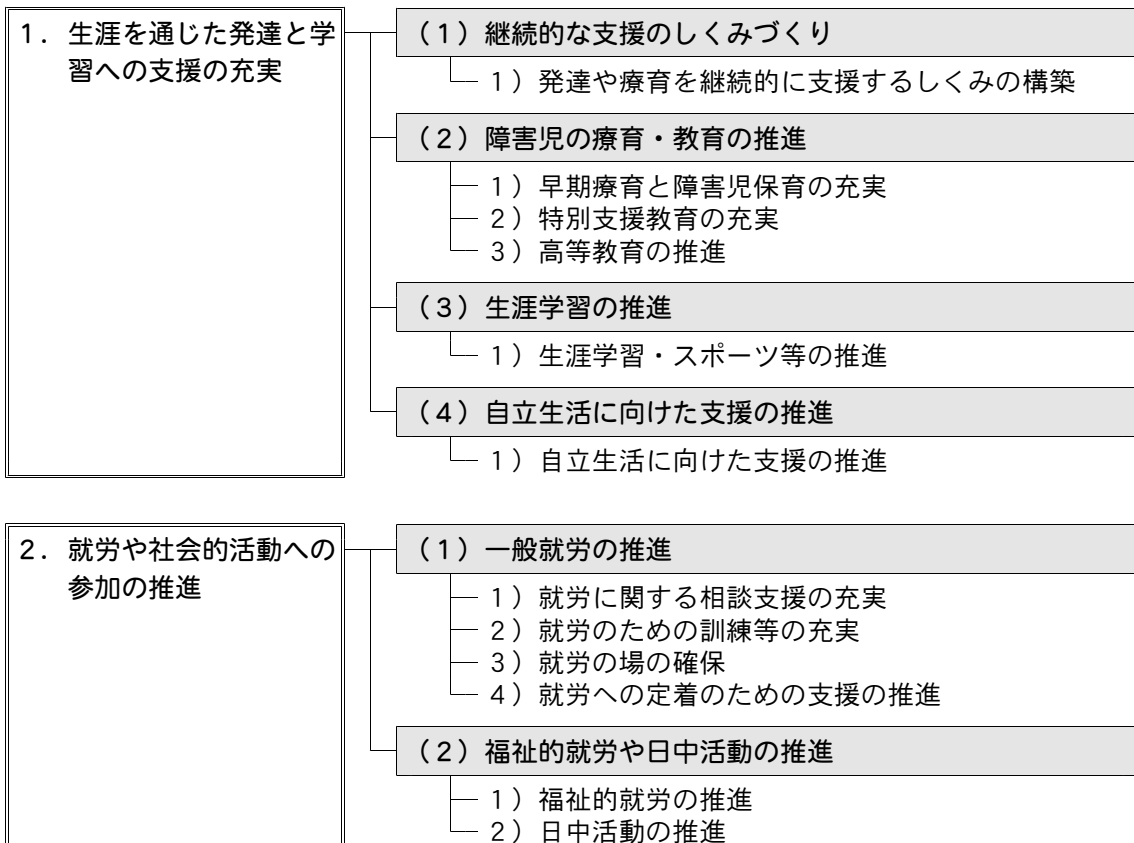 １．生涯を通じた発達と学
習への支援の充実
（１）継続的な支援のしくみづくり
１）発達や療育を継続的に支援するしくみの構築
（２）障害児の療育・教育の推進
１）早期療育と障害児保育の充実
２）特別支援教育の充実
３）高等教育の推進
（３）生涯学習の推進
１）生涯学習・スポーツ等の推進
（４）自立生活に向けた支援の推進
１）自立生活に向けた支援の推進
２．就労や社会的活動への
参加の推進
（１）一般就労の推進
１）就労に関する相談支援の充実
２）就労のための訓練等の充実
３）就労の場の確保
４）就労への定着のための支援の推進
（２）福祉的就労や日中活動の推進
１）福祉的就労の推進
２）日中活動の推進